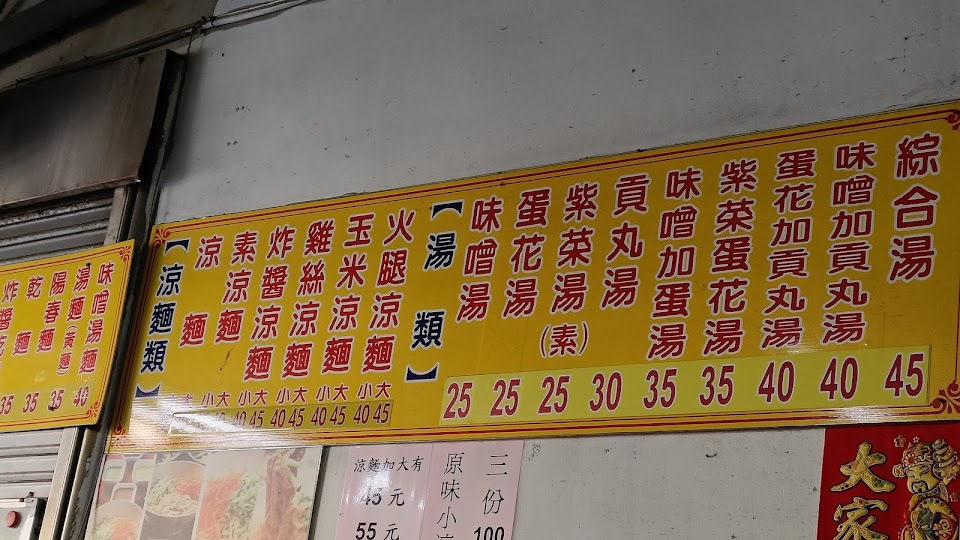 味噌湯麵 40
湯麵(黃麵) 35
陽春麵 35
乾麵 35
炸醬
【涼麵類】
涼麵
素涼麵 小大 40 45
炸醬涼麵 小大 40 45
雞絲涼麵 小大 40 45
玉米涼麵 小大 40 45
火腿涼麵 小大 40 45
【湯類】
味噌湯 25
蛋花湯 25
紫菜湯(素) 25
貢丸湯 30
味噌加蛋湯 35
紫菜蛋花湯 35
蛋花加貢丸湯 40
味噌加貢丸湯 40
綜合湯 45
涼麵加大有
45元
55元
三份 100
原味小
大家